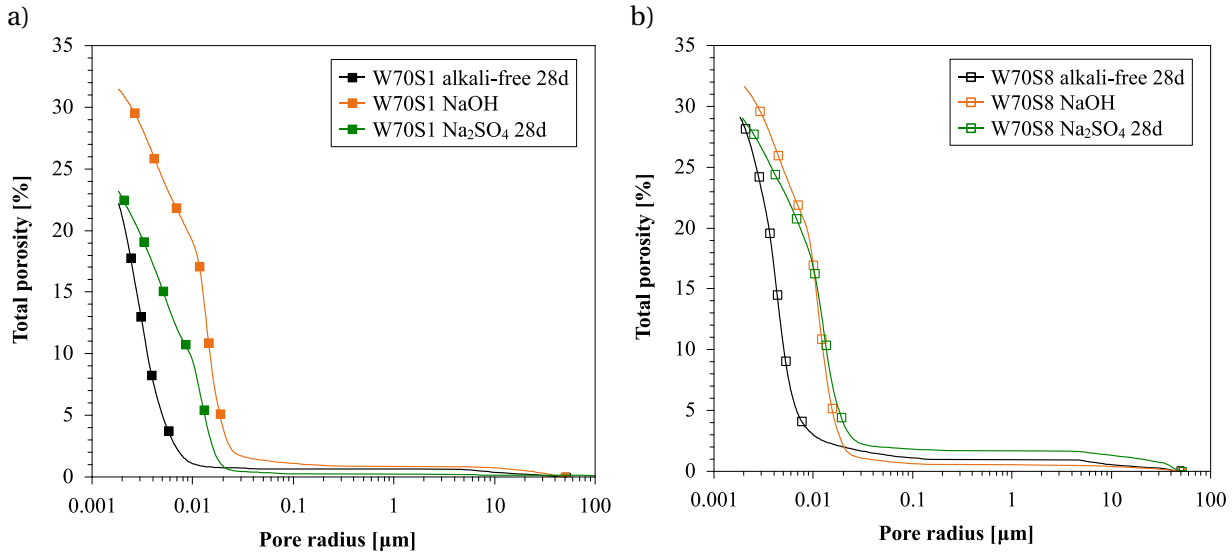 a)
35
30
25
20
15
10
5
0
Total porosity [%]
W70S1 alkali-free 28d
W70S1 NaOH
W70S1 Na₂SO₄ 28d
0.001
0.01
0.1
1
10
100
Pore radius [µm]
b)
35
30
25
20
15
10
5
0
Total porosity [%]
W70S8 alkali-free 28d
W70S8 NaOH
W70S8 Na₂SO₄ 28d
0.001
0.01
0.1
1
10
100
Pore radius [µm]